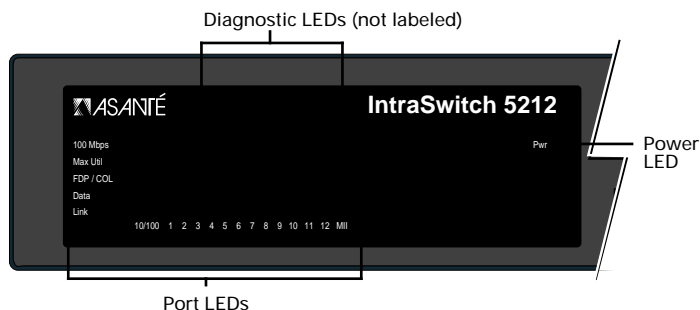 Diagnostic LEDs (not labeled)
ASANTÉ
IntraSwitch 5212
100 Mbps
Pwr
Power
LED
Max Util
FDP / COL
Data
Link
10/100 1 2 3 4 5 6 7 8 9 10 11 12 MII
Port LEDs